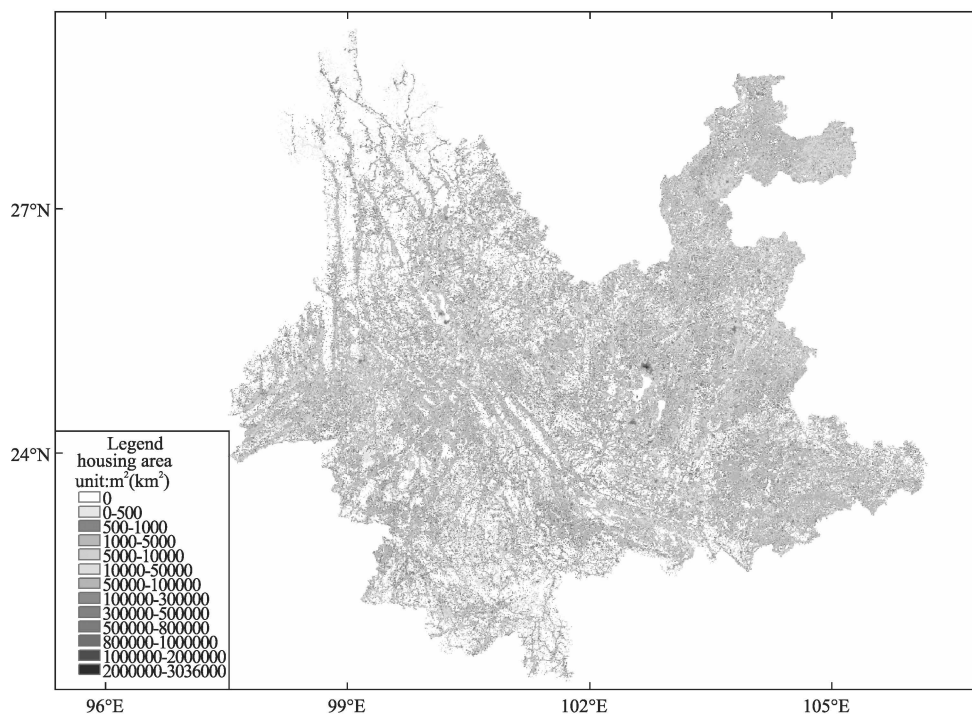 27°N
24°N
Legend
housing area
unit:m²(km²)
0
0-500
500-1000
1000-5000
5000-10000
10000-50000
50000-100000
100000-300000
300000-500000
500000-800000
800000-1000000
1000000-2000000
2000000-3036000
21°N
96°E 99°E 102°E 105°E